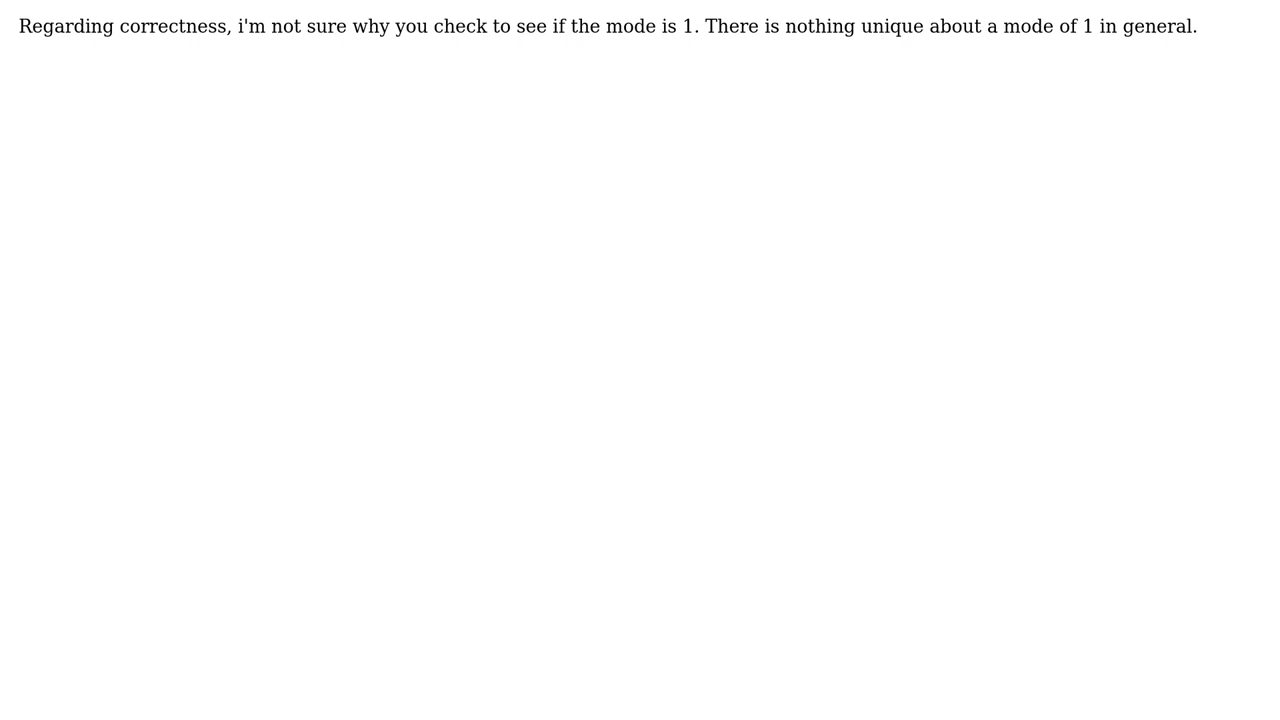 Regarding correctness, i'm not sure why you check to see if the mode is 1. There is nothing unique about a mode of 1 in general.